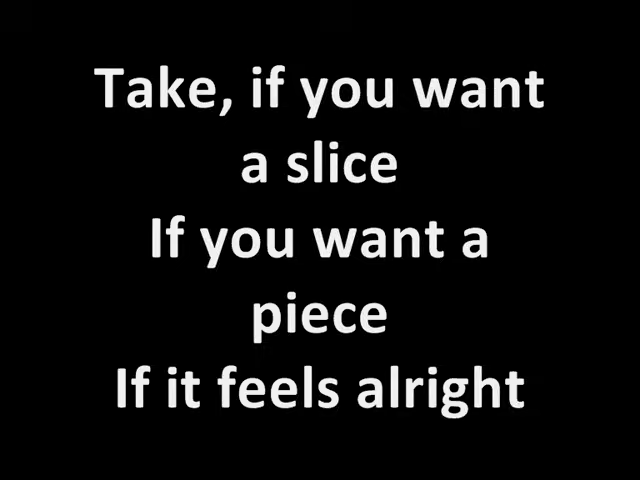 Take, if you want
a slice
If you want a
piece
If it feels alright